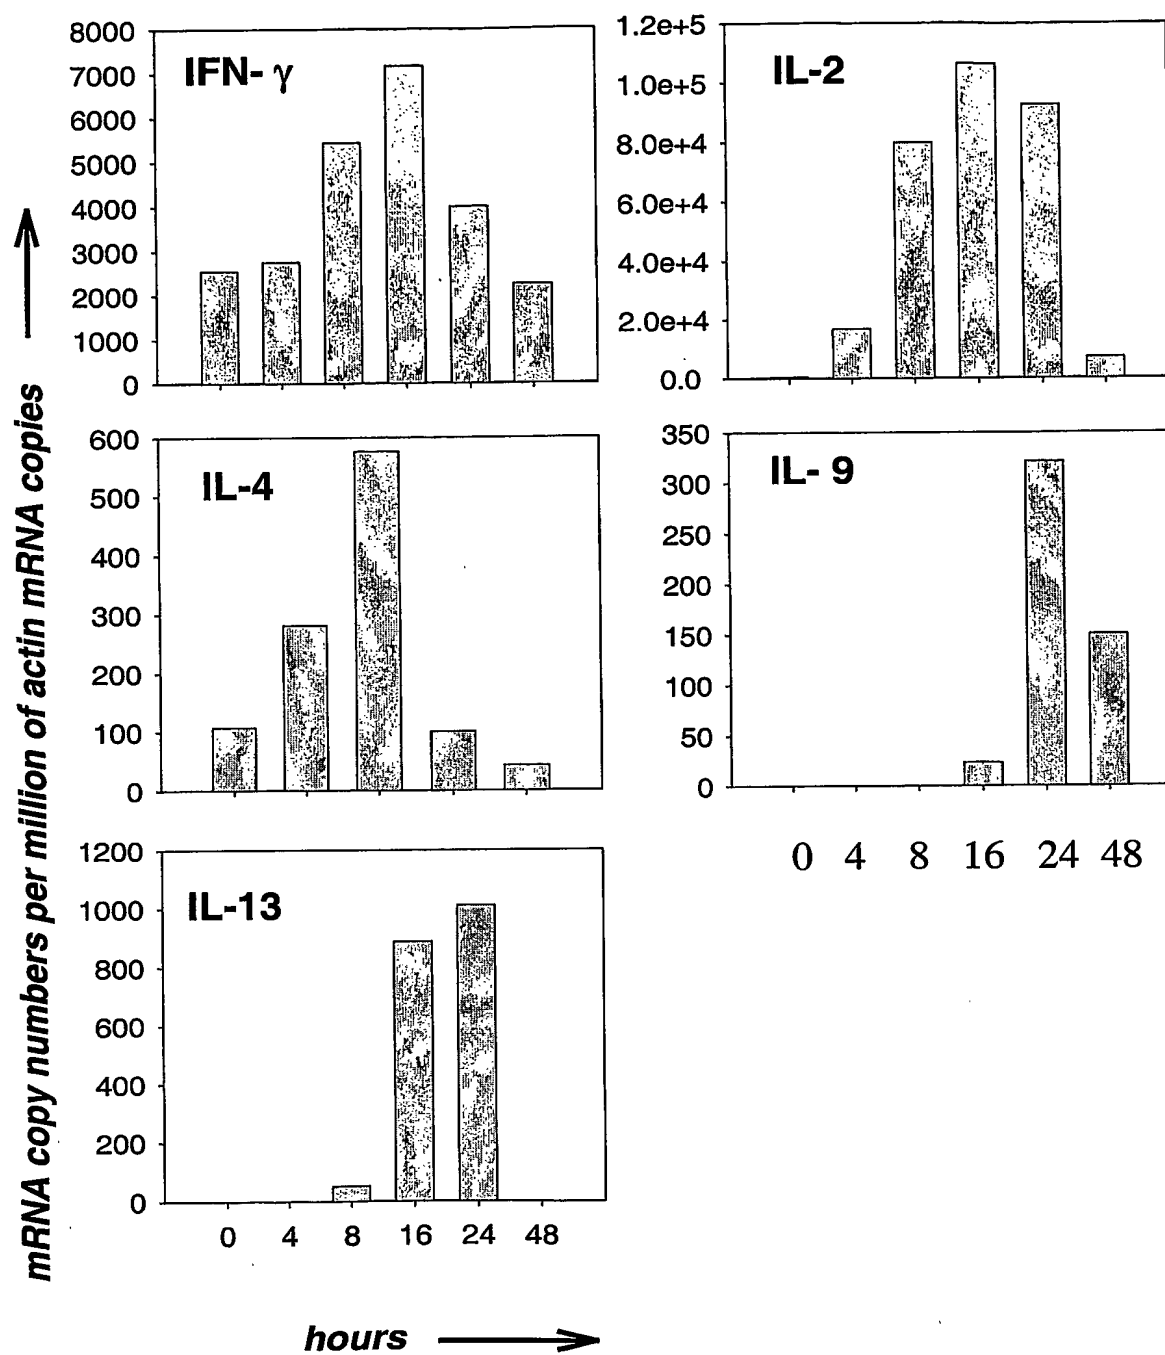 mRNA copy numbers per million of actin mRNA copies
IFN- γ
8000
7000
6000
5000
4000
3000
2000
1000
0
IL-2
1.2e+5
1.0e+5
8.0e+4
6.0e+4
4.0e+4
2.0e+4
0.0
IL-4
600
500
400
300
200
100
0
IL- 9
350
300
250
200
150
100
50
0
0 4 8 16 24 48
IL-13
1200
1000
800
600
400
200
0
0 4 8 16 24 48
hours